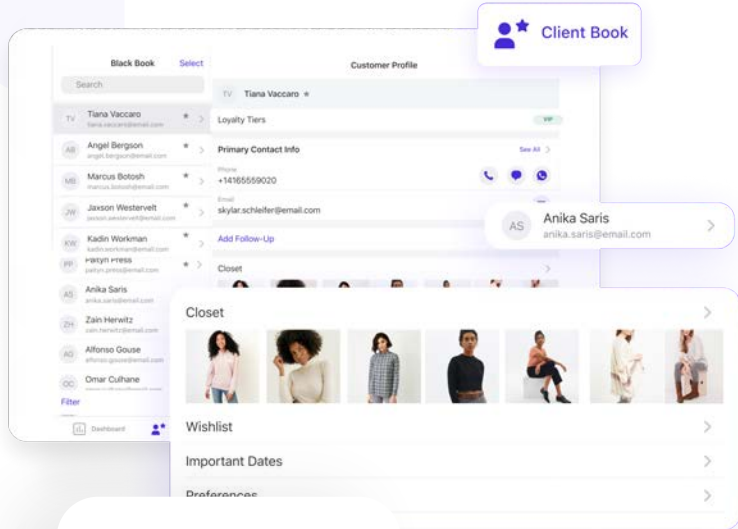 Client Book
Black Book
Select
Search
TV
Tiana Vaccaro
tiana.vaccaro@email.com
AB
Angel Bergson
angel.bergson@email.com
MB
Marcus Botosh
marcus.botosh@email.com
JW
Jaxson Westervelt
jaxson.westervelt@email.com
KW
Kadin Workman
kadin.workman@email.com
PP
Paityn Press
paityn.press@email.com
AS
Anika Saris
anika.saris@email.com
ZH
Zain Herwitz
zain.herwitz@email.com
AG
Alfonso Gouse
alfonso.gouse@email.com
OC
Omar Culhane
Filter
Dashboard
Customer Profile
TV
Tiana Vaccaro
Loyalty Tiers
VIP
Primary Contact Info
See All
Phone
+14165559020
Email
skylar.schleifer@email.com
Add Follow-Up
Closet
AS
Anika Saris
anika.saris@email.com
Closet
Wishlist
Important Dates
Preferences